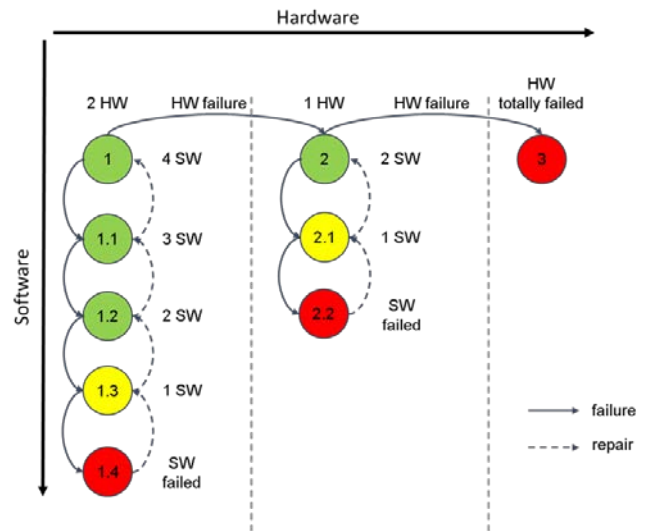 Hardware
Software
2 HW
HW failure
1 HW
HW failure
HW
totally failed
1
4 SW
2
2 SW
3
1.1
3 SW
2.1
1 SW
1.2
2 SW
2.2
SW
failed
1.3
1 SW
1.4
SW
failed
failure
repair